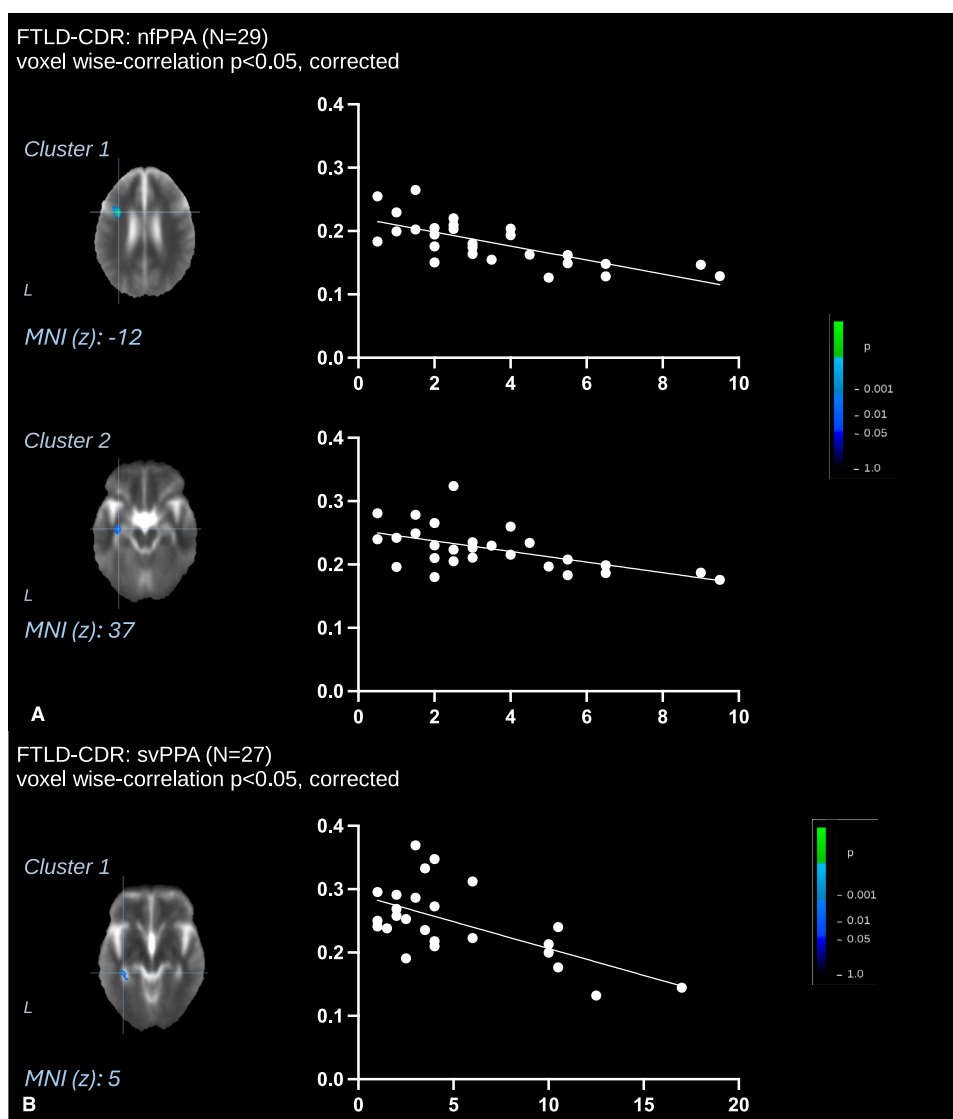 FTLD-CDR: nfPPA (N=29)
voxel wise-correlation p<0.05, corrected
Cluster 1
L
MNI (z): -12
0.4
0.3
0.2
0.1
0.0
0 2 4 6 8 10
p
0.001
0.01
0.05
1.0
Cluster 2
L
MNI (z): 37
0.4
0.3
0.2
0.1
0.0
0 2 4 6 8 10
A
FTLD-CDR: svPPA (N=27)
voxel wise-correlation p<0.05, corrected
Cluster 1
L
MNI (z): 5
0.4
0.3
0.2
0.1
0.0
0 5 10 15 20
p
0.001
0.01
0.05
1.0
B